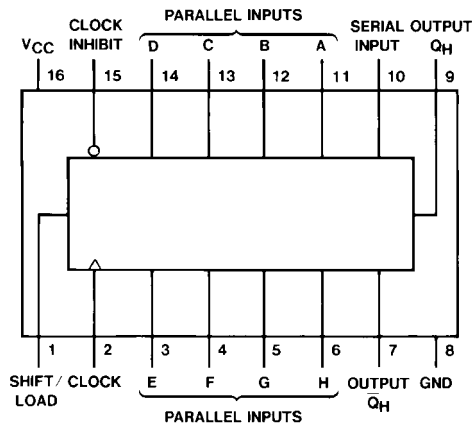 PARALLEL INPUTS
VCC
CLOCK INHIBIT
D C B A
SERIAL INPUT
OUTPUT QH
16 15 14 13 12 11 10 9
1 2 3 4 5 6 7 8
SHIFT/ LOAD
CLOCK
E F G H
OUTPUT Q̅H
GND
PARALLEL INPUTS